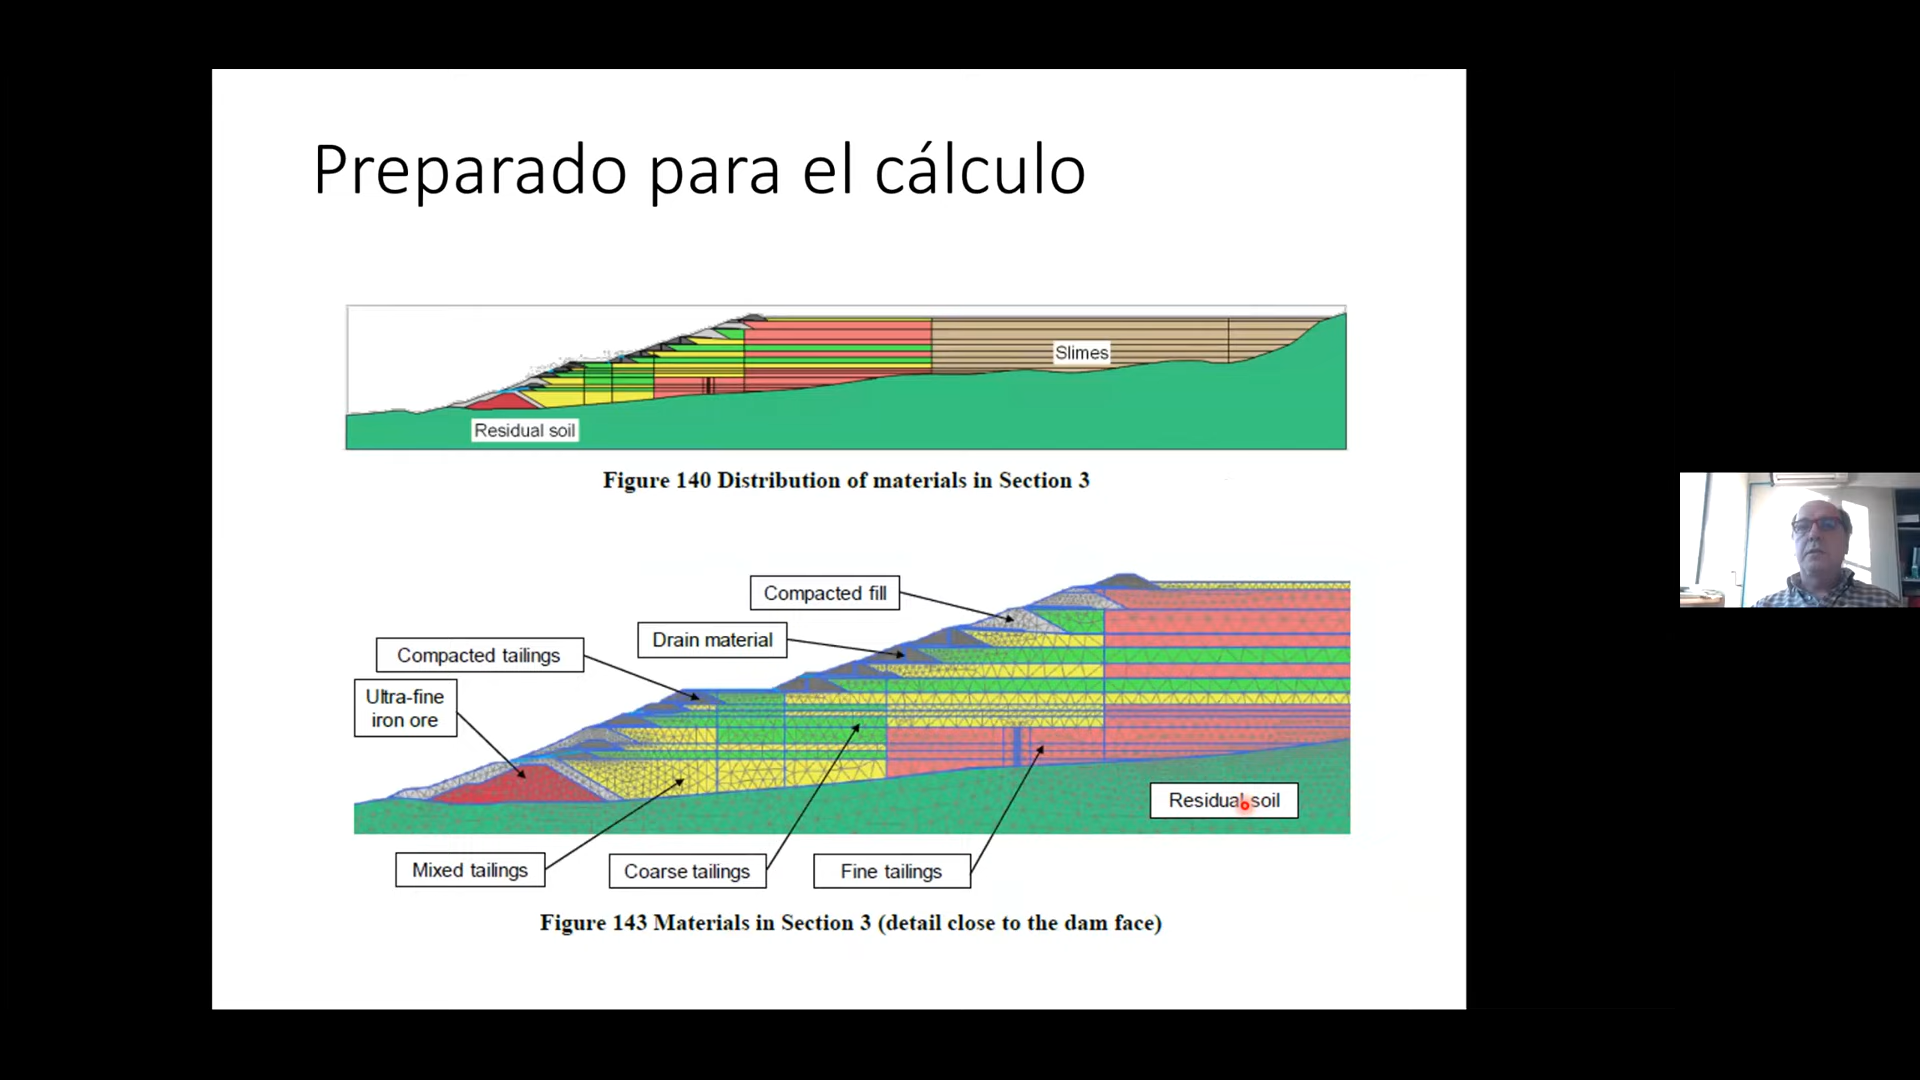 Preparado para el cálculo
Slimes
Residual soil
Figure 140 Distribution of materials in Section 3
Compacted fill
Drain material
Compacted tailings
Ultra-fine
iron ore
Residual soil
Mixed tailings
Coarse tailings
Fine tailings
Figure 143 Materials in Section 3 (detail close to the dam face)